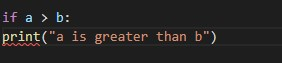 if a > b:
print("a is greater than b")